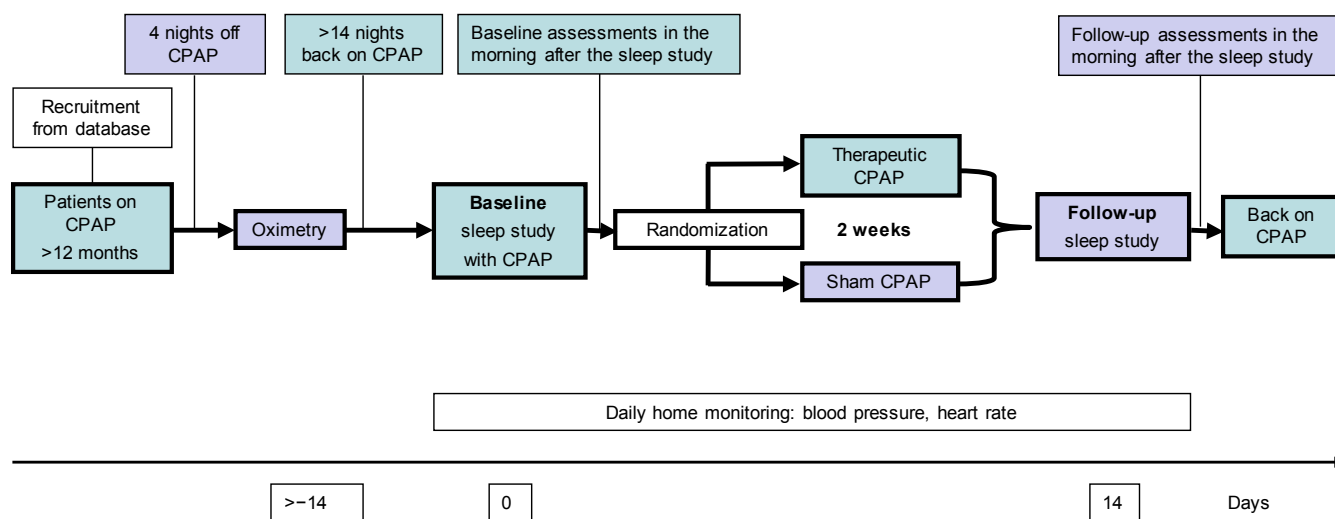 4 nights off
CPAP
>14 nights
back on CPAP
Baseline assessments in the
morning after the sleep study
Follow-up assessments in the
morning after the sleep study
Recruitment
from database
Patients on
CPAP
>12 months
Oximetry
Baseline
sleep study
with CPAP
Randomization
Therapeutic
CPAP
2 weeks
Sham CPAP
Follow-up
sleep study
Back on
CPAP
Daily home monitoring: blood pressure, heart rate
>−14
0
14
Days